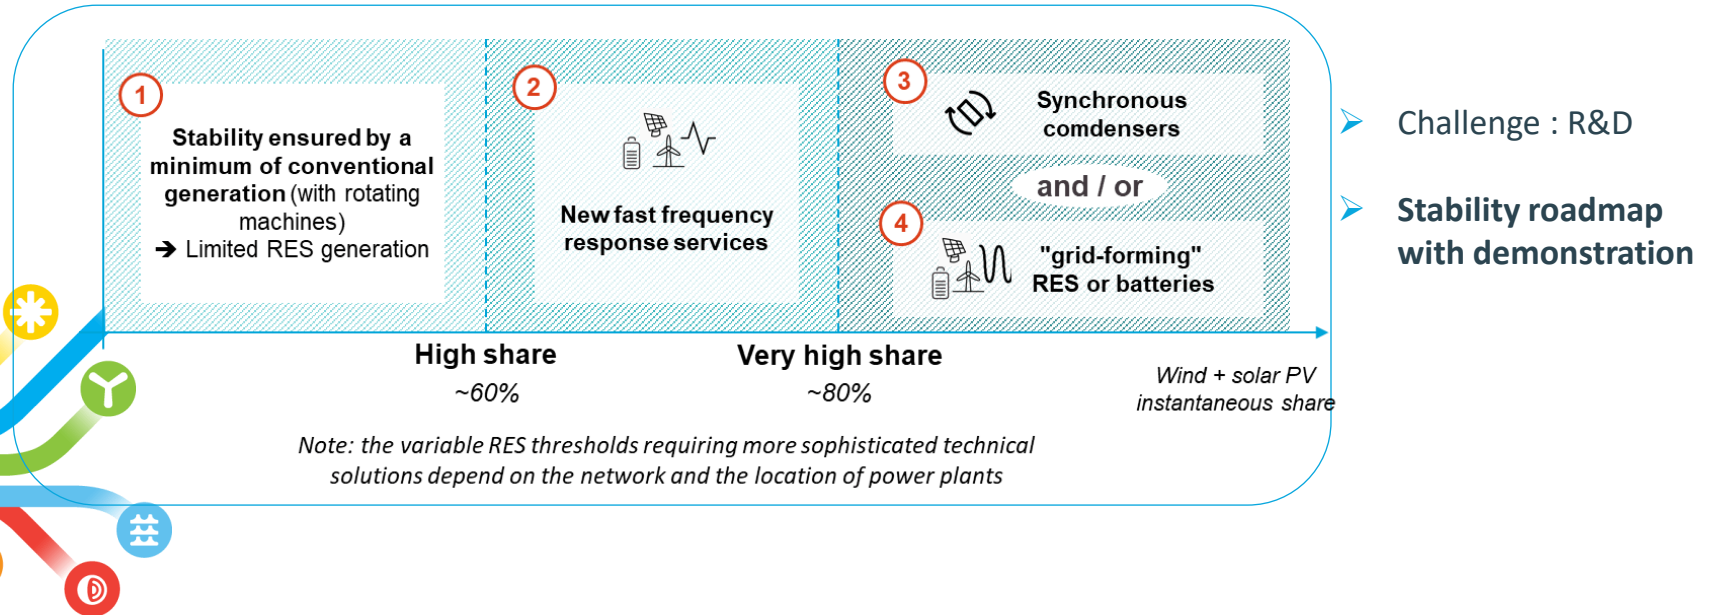 1
Stability ensured by a
minimum of conventional
generation (with rotating
machines)
➔ Limited RES generation
2
New fast frequency
response services
3
Synchronous
comdensers
and / or
4
"grid-forming"
RES or batteries
High share
~60%
Very high share
~80%
Wind + solar PV
instantaneous share
Note: the variable RES thresholds requiring more sophisticated technical
solutions depend on the network and the location of power plants
➢ Challenge : R&D
➢ Stability roadmap
with demonstration